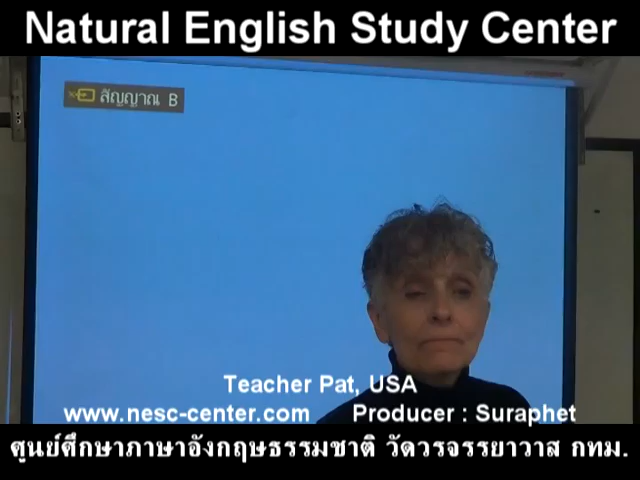 Natural English Study Center
สัญญาณ B
Teacher Pat, USA
www.nesc-center.com Producer : Suraphet
ศูนย์ศึกษาภาษาอังกฤษธรรมชาติ วัดวรจรรยาวาส กทม.